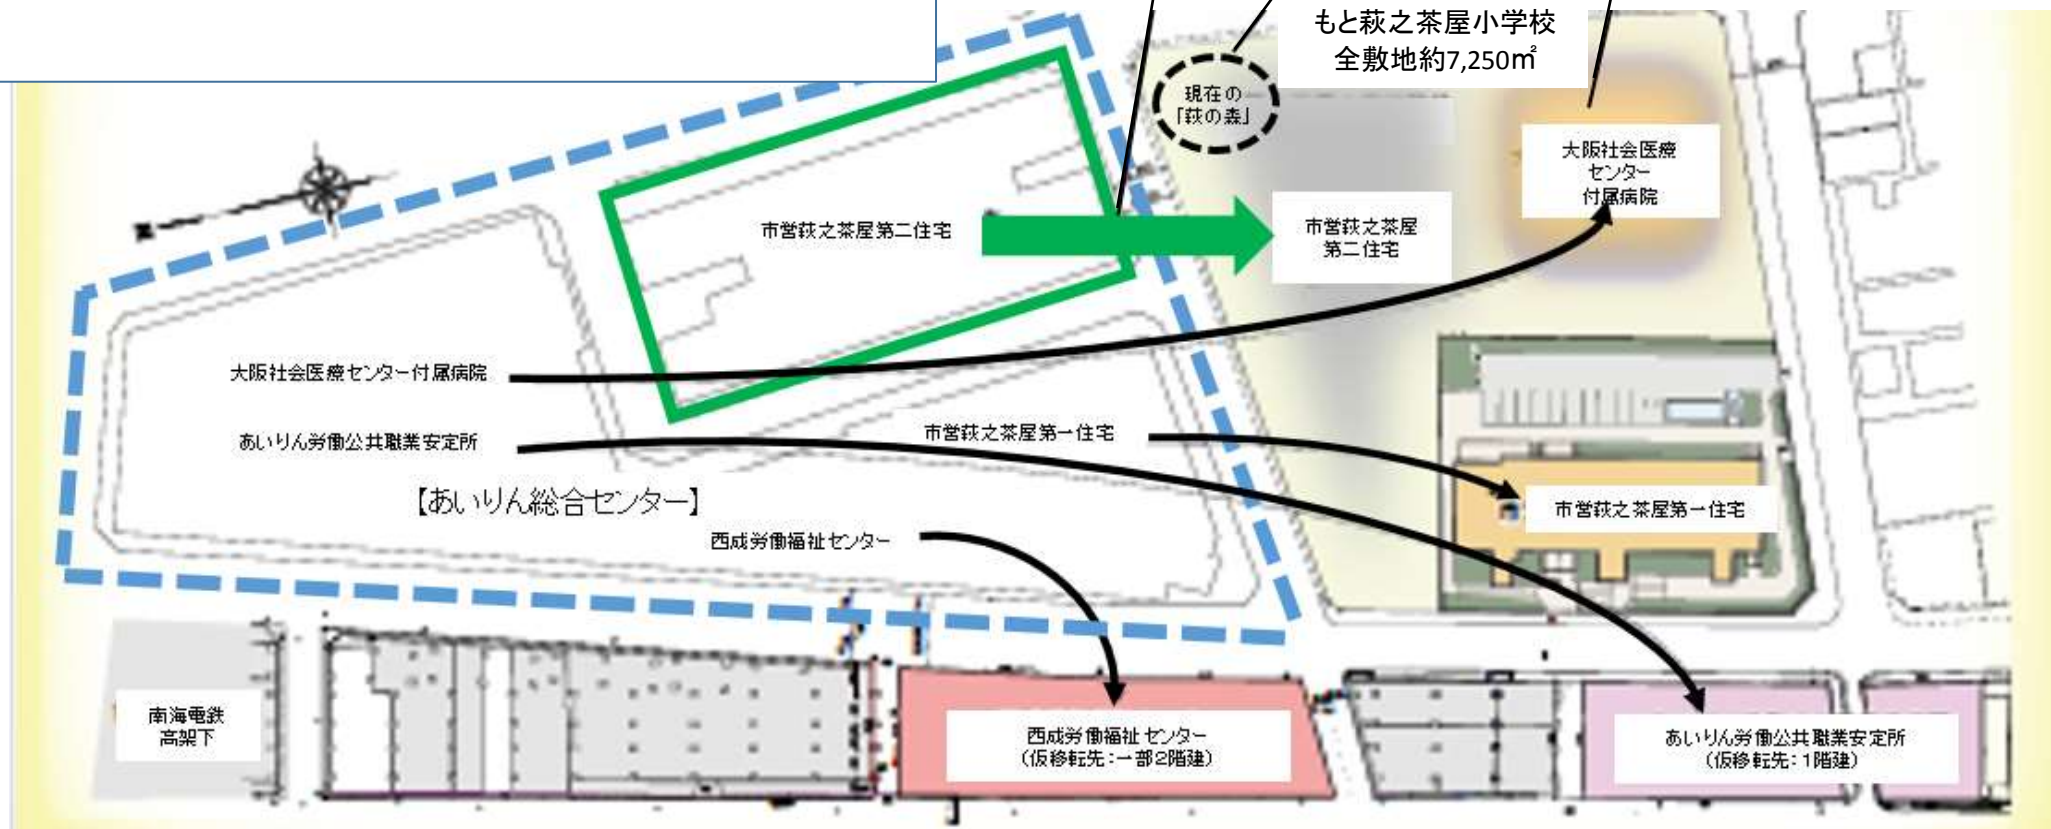 もと萩之茶屋小学校
全敷地約7,250㎡
現在の
「萩の森」
大阪社会医療
センター
付属病院
市営萩之茶屋第二住宅
市営萩之茶屋
第二住宅
大阪社会医療センター付属病院
あいりん労働公共職業安定所
市営萩之茶屋第一住宅
【あいりん総合センター】
市営萩之茶屋第一住宅
西成労働福祉センター
南海電鉄
高架下
西成労働福祉センター
(仮移転先:一部2階建)
あいりん労働公共職業安定所
(仮移転先:1階建)